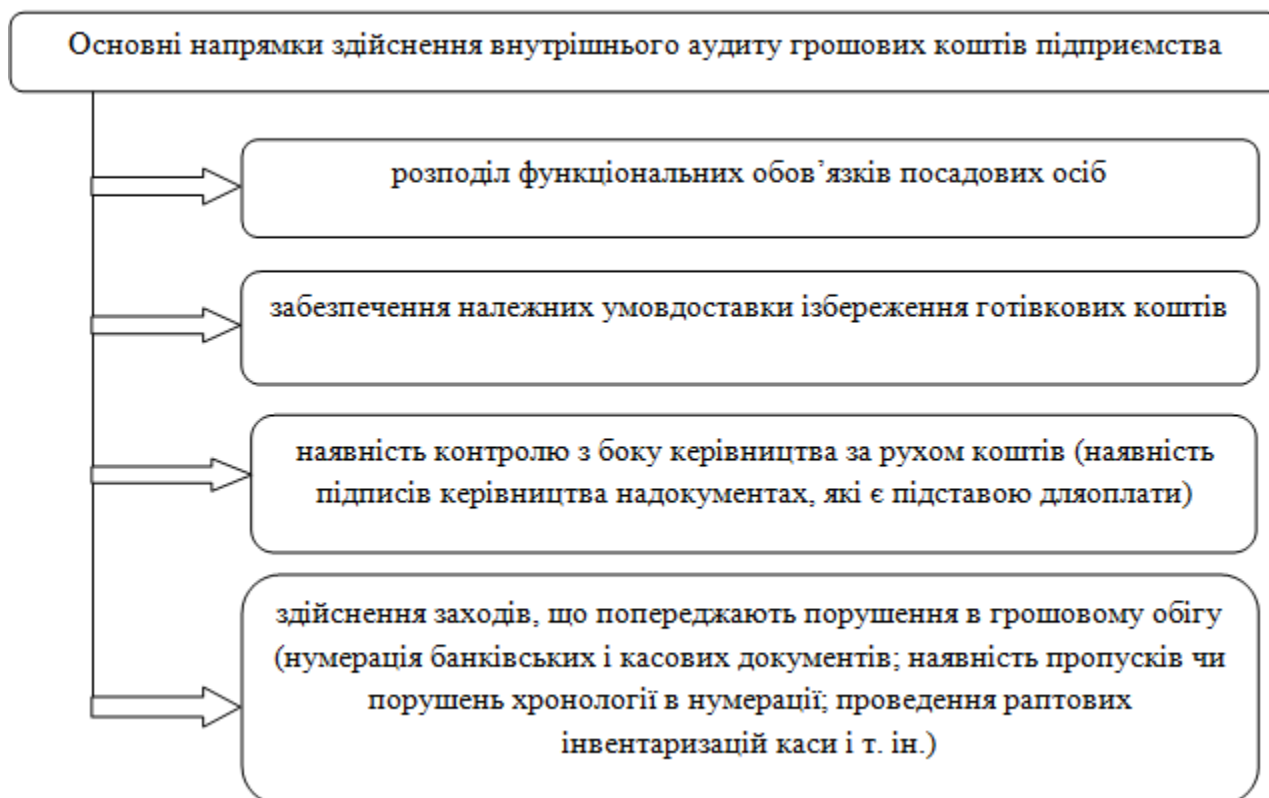 Основні напрямки здійснення внутрішнього аудиту грошових коштів підприємства
розподіл функціональних обов’язків посадових осіб
забезпечення належних умовдоставки ізбереження готівкових коштів
наявність контролю з боку керівництва за рухом коштів (наявність
підписів керівництва надокументах, які є підставою дляоплати)
здійснення заходів, що попереджають порушення в грошовому обігу
(нумерація банківських і касових документів; наявність пропусків чи
порушень хронології в нумерації; проведення раптових
інвентаризацій каси і т. ін.)